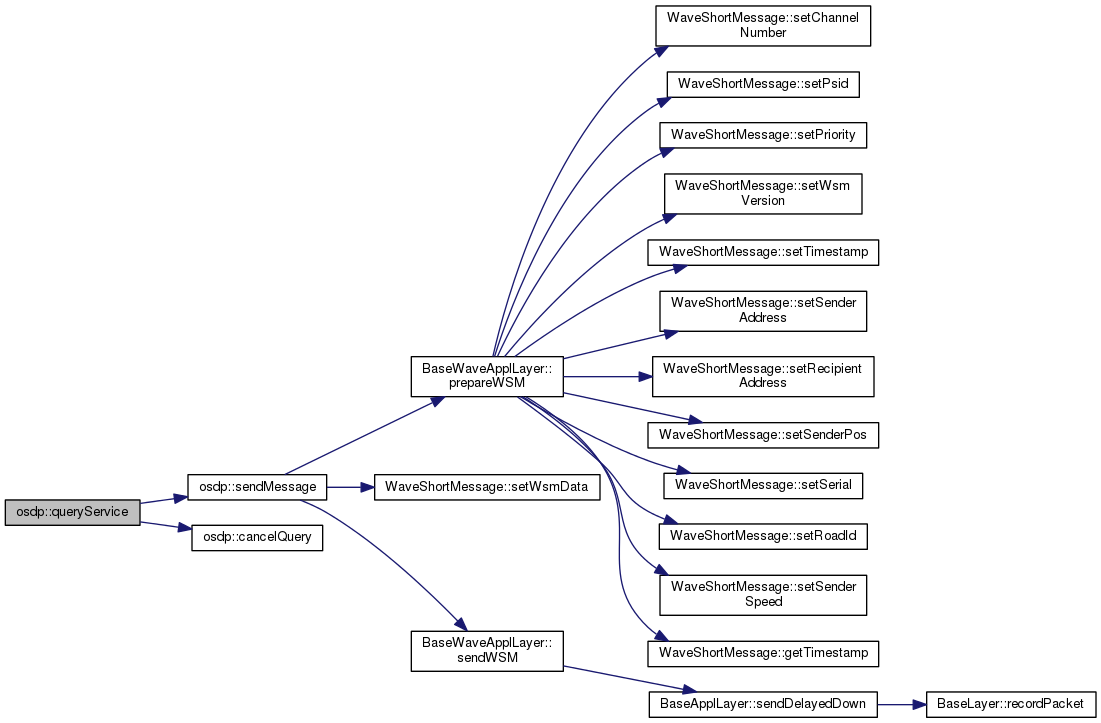 WaveShortMessage::setChannel
Number
WaveShortMessage::setPsid
WaveShortMessage::setPriority
WaveShortMessage::setWsm
Version
WaveShortMessage::setTimestamp
WaveShortMessage::setSender
Address
BaseWaveApplLayer::
prepareWSM
WaveShortMessage::setRecipient
Address
WaveShortMessage::setSenderPos
osdp::sendMessage
WaveShortMessage::setWsmData
WaveShortMessage::setSerial
osdp::queryService
osdp::cancelQuery
WaveShortMessage::setRoadId
WaveShortMessage::setSender
Speed
BaseWaveApplLayer::
sendWSM
WaveShortMessage::getTimestamp
BaseApplLayer::sendDelayedDown
BaseLayer::recordPacket